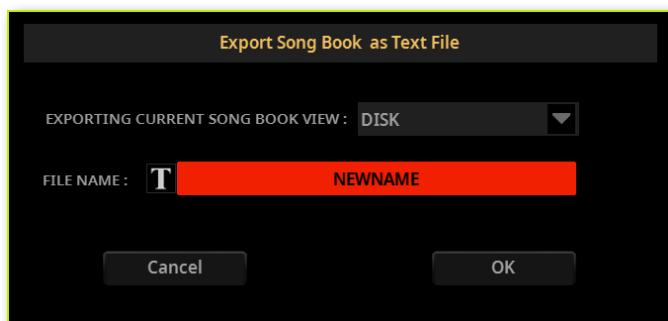 Export Song Book as Text File
EXPORTING CURRENT SONG BOOK VIEW : DISK
FILE NAME : T NEWNAME
Cancel OK